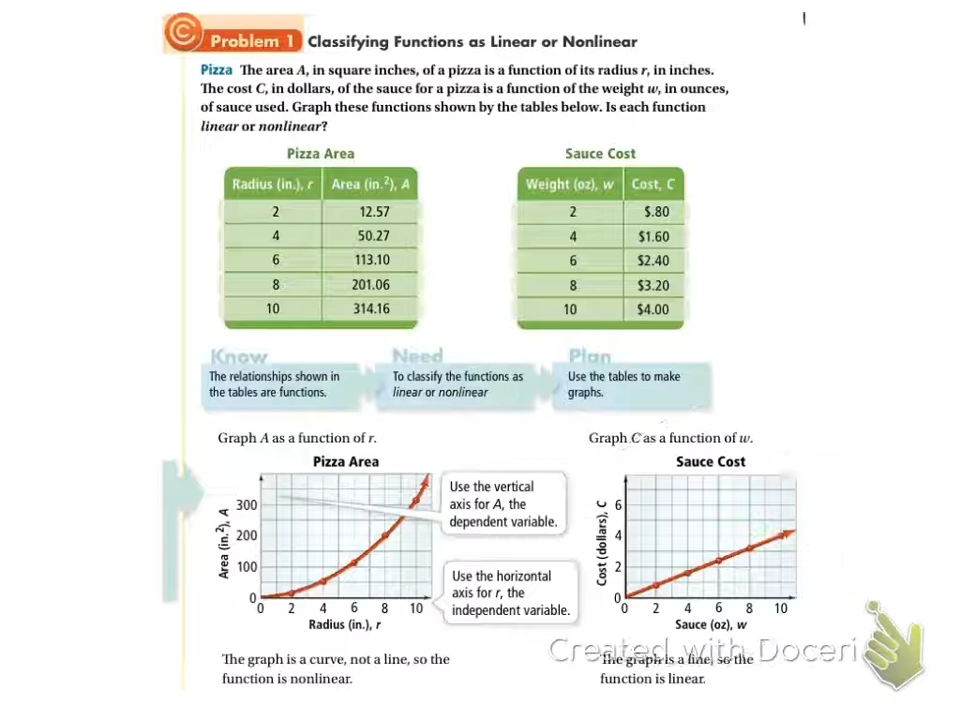 Problem 1 Classifying Functions as Linear or Nonlinear
Pizza The area A, in square inches, of a pizza is a function of its radius r, in inches.
The cost C, in dollars, of the sauce for a pizza is a function of the weight w, in ounces,
of sauce used. Graph these functions shown by the tables below. Is each function
linear or nonlinear?
Pizza Area
Radius (in.), r Area (in.²), A
2 12.57
4 50.27
6 113.10
8 201.06
10 314.16
Sauce Cost
Weight (oz), w Cost, C
2 $.80
4 $1.60
6 $2.40
8 $3.20
10 $4.00
Know
The relationships shown in
the tables are functions.
Need
To classify the functions as
linear or nonlinear
Plan
Use the tables to make
graphs.
Graph A as a function of r.
Pizza Area
Area (in.²), A
300
200
100
0
0 2 4 6 8 10
Radius (in.), r
Use the vertical
axis for A, the
dependent variable.
Use the horizontal
axis for r, the
independent variable.
The graph is a curve, not a line, so the
function is nonlinear.
Graph C as a function of w.
Sauce Cost
Cost (dollars), C
6
4
2
0
0 2 4 6 8 10
Sauce (oz), w
The graph is a line, so the
function is linear.
Created with Doceri